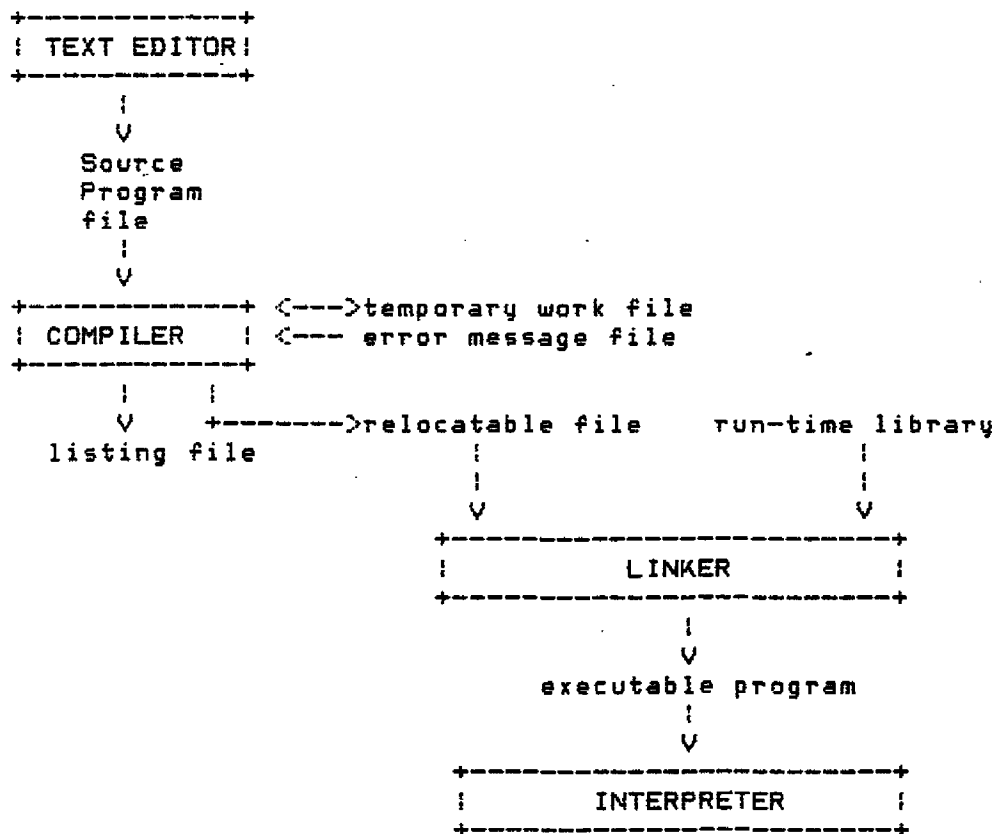 TEXT EDITOR
Source
Program
file
<--->temporary work file
COMPILER <--- error message file
+------->relocatable file run-time library
listing file
LINKER
executable program
INTERPRETER